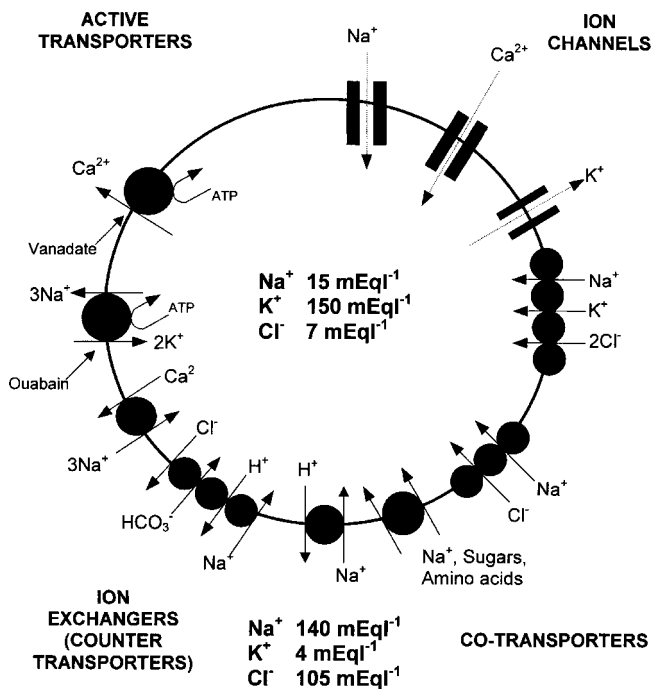 ACTIVE
TRANSPORTERS
ION
CHANNELS
Na⁺
Ca²⁺
K⁺
Ca²⁺
ATP
Vanadate
3Na⁺
ATP
2K⁺
Ouabain
Na⁺ 15 mEql⁻¹
K⁺ 150 mEql⁻¹
Cl⁻ 7 mEql⁻¹
Na⁺
K⁺
2Cl⁻
Ca²
3Na⁺
Cl⁻
HCO₃⁻
H⁺
Na⁺
H⁺
Na⁺
Na⁺, Sugars,
Amino acids
Cl⁻
Na⁺
ION
EXCHANGERS
(COUNTER
TRANSPORTERS)
Na⁺ 140 mEql⁻¹
K⁺ 4 mEql⁻¹
Cl⁻ 105 mEql⁻¹
CO-TRANSPORTERS